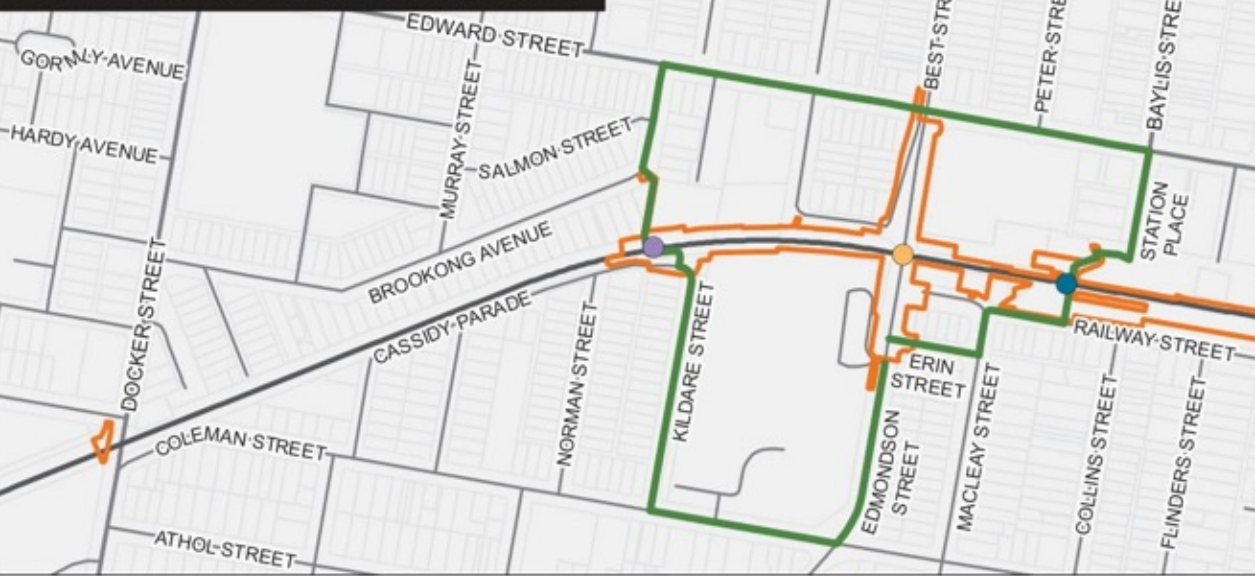 EDWARD STREET
BEST STR
PETER STRE
BAYLIS STRE
GORMLY AVENUE
MURRAY STREET
HARDY AVENUE
SALMON STREET
STATION
PLACE
BROOKONG AVENUE
DOCKER STREET
CASSIDY PARADE
NORMAN STREET
KILDARE STREET
RAILWAY STREET
ERIN
STREET
COLEMAN STREET
EDMONDSON
STREET
MACLEAY STREET
COLLINS STREET
FLINDERS STREET
ATHOL STREET